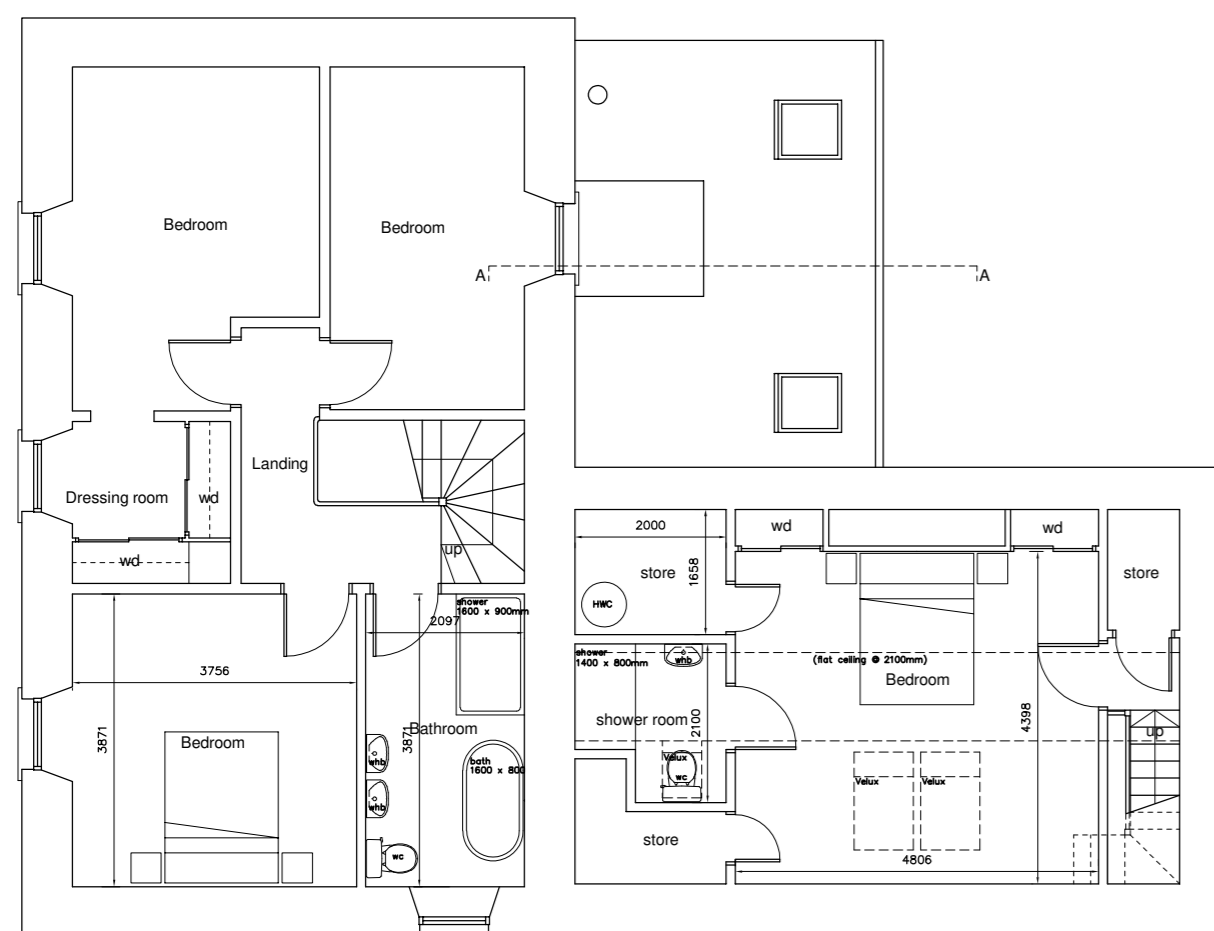 Bedroom
Bedroom
A
A
Landing
Dressing room
wd
wd
up
shower
1600 x 900mm
2097
3756
3871
3871
Bedroom
Bathroom
bath
1600 x 800
whb
whb
wc
2000
1658
store
HWC
wd
wd
store
shower
1400 x 800mm
whb
(flat ceiling @ 2100mm)
Bedroom
shower room
2100
4398
up
Velux
wc
Velux
Velux
store
4806